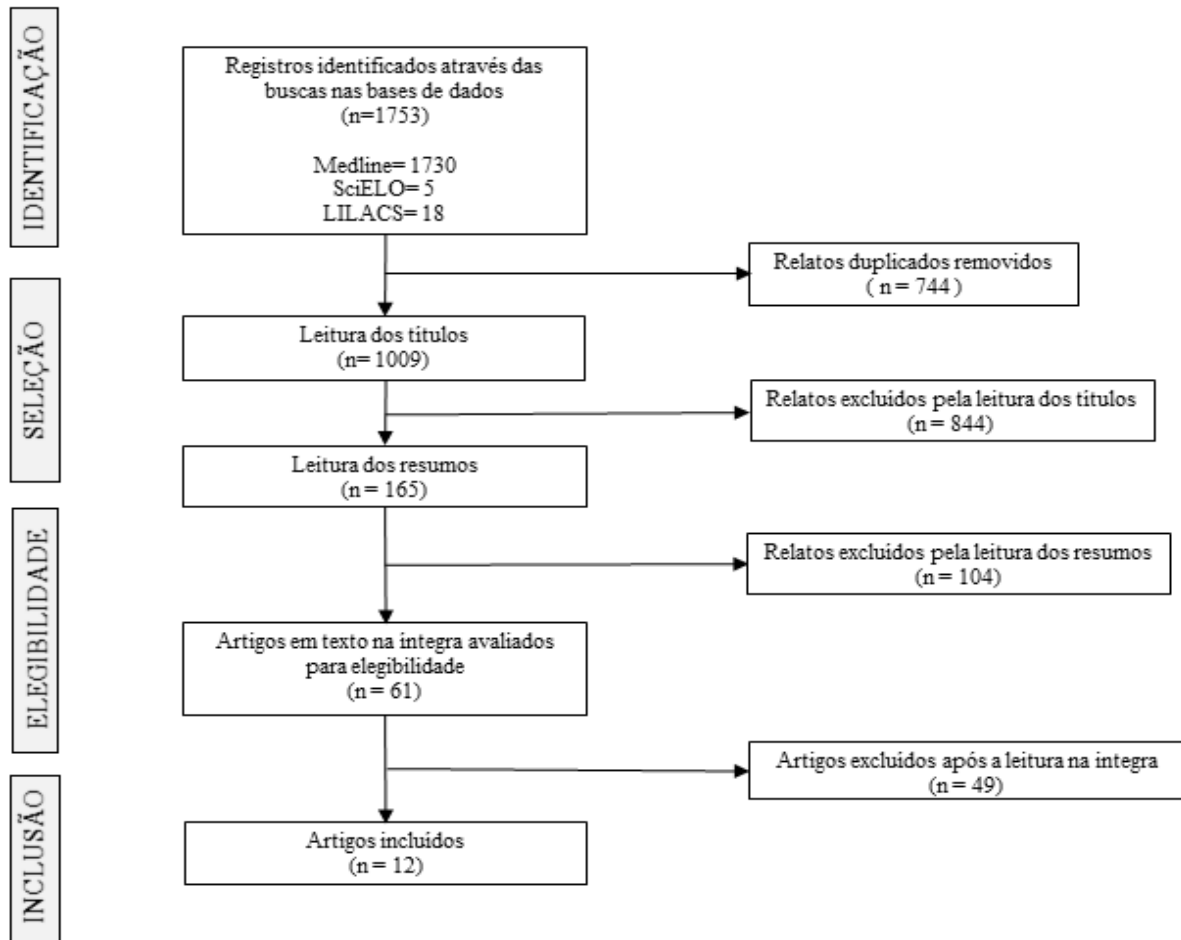 IDENTIFICAÇÃO
Registros identificados através das
buscas nas bases de dados
(n=1753)
Medline= 1730
SciELO= 5
LILACS= 18
Relatos duplicados removidos
( n = 744 )
SELEÇÃO
Leitura dos títulos
(n= 1009)
Relatos excluídos pela leitura dos títulos
(n = 844)
Leitura dos resumos
(n = 165)
ELEGIBILIDADE
Relatos excluídos pela leitura dos resumos
(n = 104)
Artigos em texto na íntegra avaliados
para elegibilidade
(n = 61)
Artigos excluídos após a leitura na íntegra
(n = 49)
INCLUSÃO
Artigos incluídos
(n = 12)